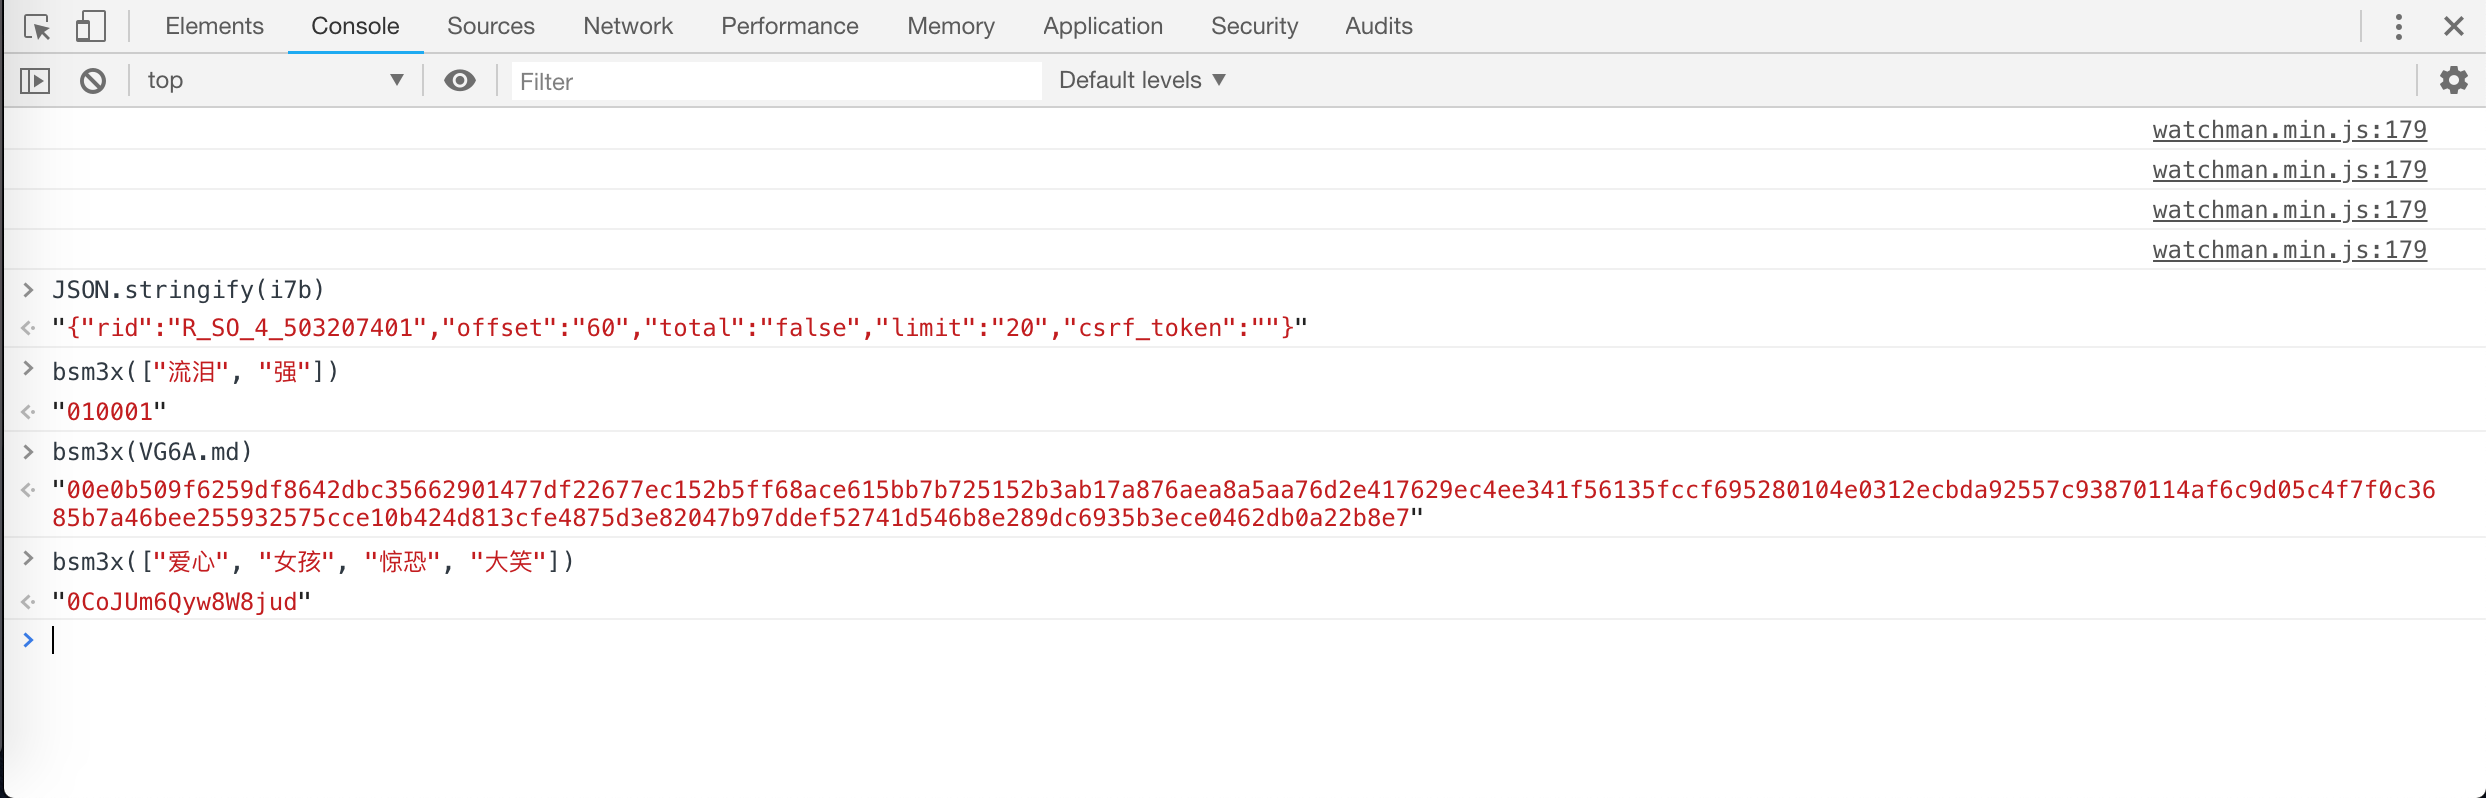 Elements Console Sources Network Performance Memory Application Security Audits
top Filter Default levels
watchman.min.js:179
watchman.min.js:179
watchman.min.js:179
watchman.min.js:179
JSON.stringify(i7b)
"{"rid":"R_SO_4_503207401","offset":"60","total":"false","limit":"20","csrf_token":""}"
bsm3x(["流泪", "强"])
"010001"
bsm3x(VG6A.md)
"00e0b509f6259df8642dbc35662901477df22677ec152b5ff68ace615bb7b725152b3ab17a876aea8a5aa76d2e417629ec4ee341f56135fccf695280104e0312ecbda92557c93870114af6c9d05c4f7f0c36
85b7a46bee255932575cce10b424d813cfe4875d3e82047b97ddef52741d546b8e289dc6935b3ece0462db0a22b8e7"
bsm3x(["爱心", "女孩", "惊恐", "大笑"])
"0CoJUm6Qyw8W8jud"